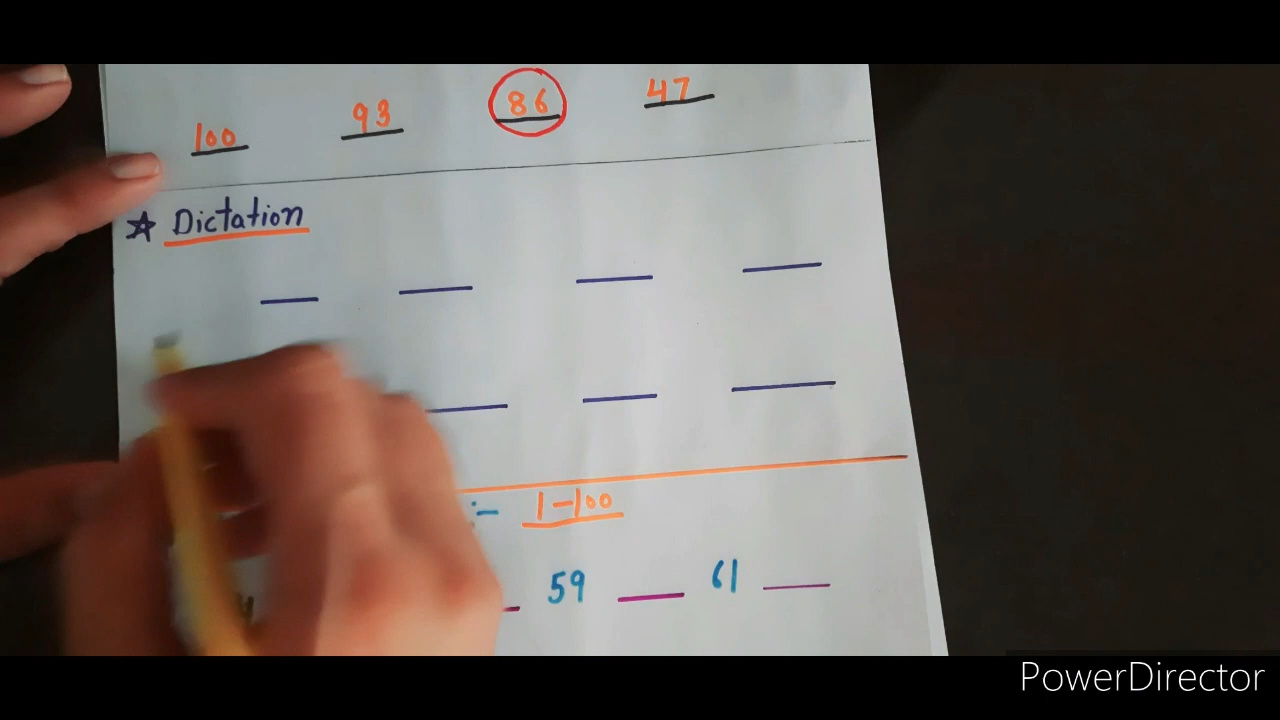 100 93 86 47
☆ Dictation
:- 1-100
59 61
PowerDirector